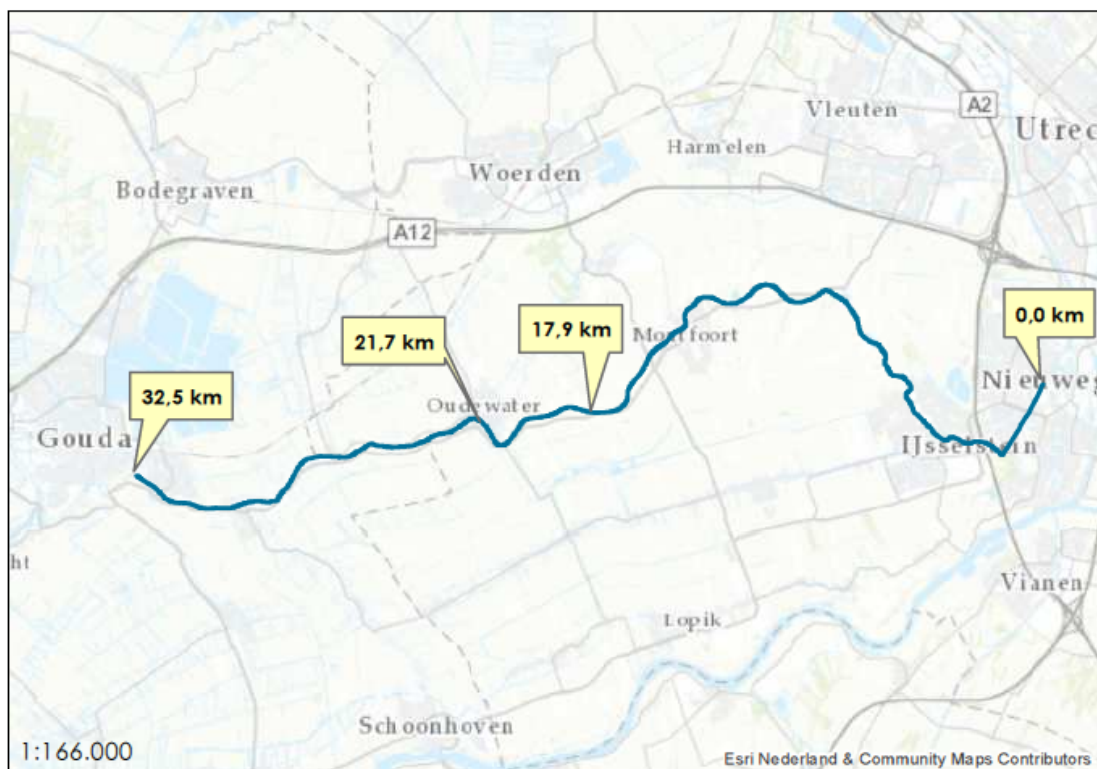 A2
Vleuten
Utrec
Harmelen
Woerden
Bodegraven
A12
0,0 km
17,9 km
Montfoort
21,7 km
Nieuweg
32,5 km
Oudewater
Gouda
IJsselstein
ht
Vianen
Lopik
Schoonhoven
1:166.000
Esri Nederland & Community Maps Contributors